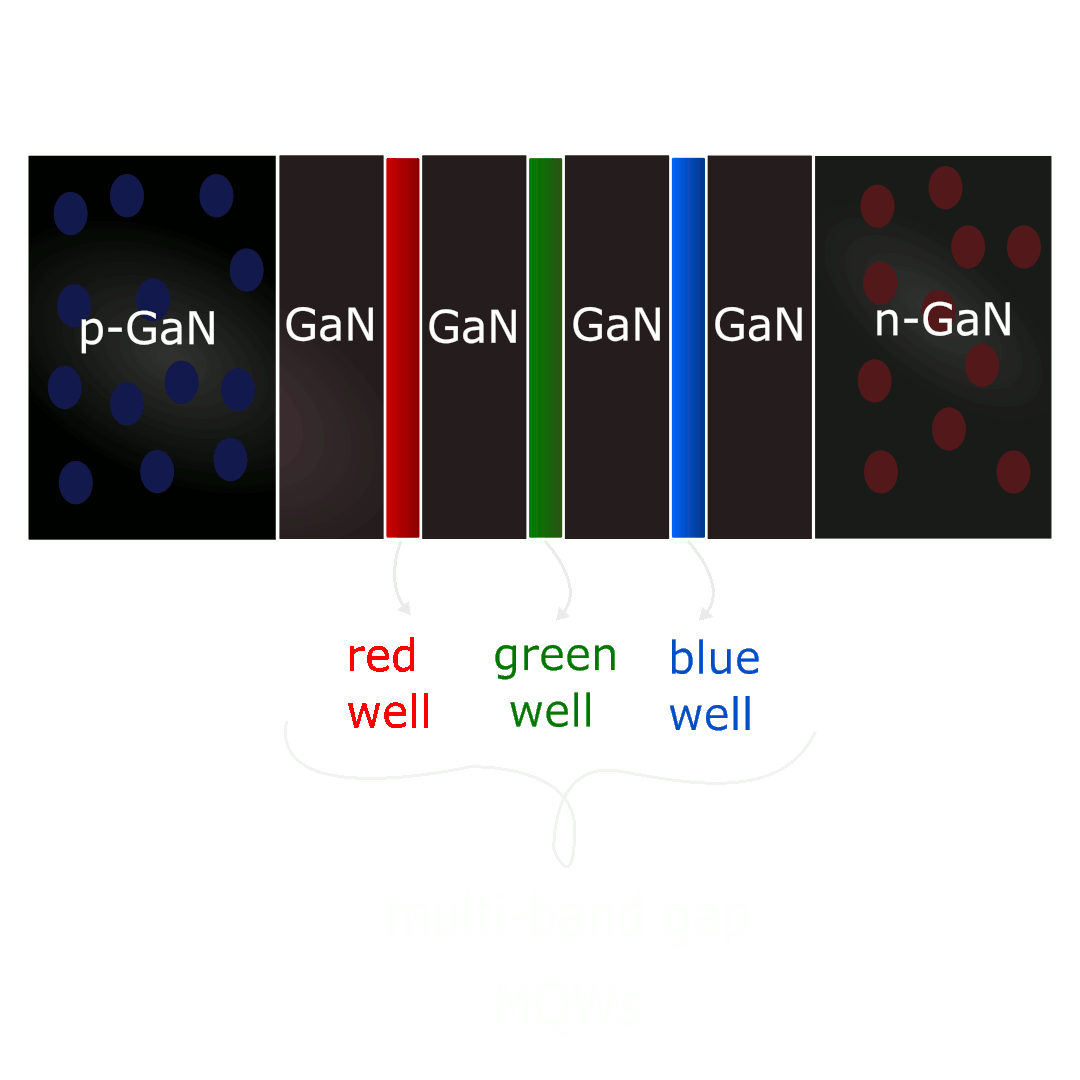 p-GaN
GaN
GaN
GaN
GaN
n-GaN
red
well
green
well
blue
well
multi-band gap
MQWs